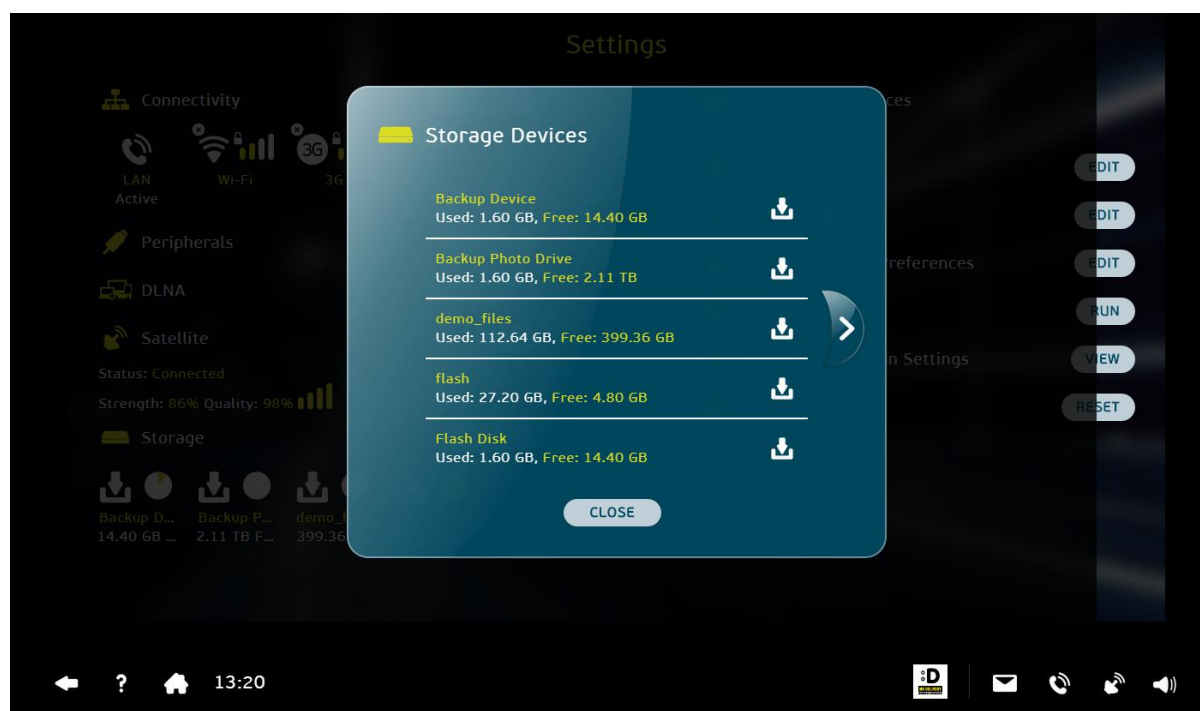 Settings
Connectivity
LAN
Active
Wi-Fi
3G
3G
Peripherals
DLNA
Satellite
Status: Connected
Strength: 86% Quality: 98%
Storage
Backup D...
14.40 GB ...
Backup P...
2.11 TB F...
demo_f
399.36
Storage Devices
Backup Device
Used: 1.60 GB, Free: 14.40 GB
Backup Photo Drive
Used: 1.60 GB, Free: 2.11 TB
demo_files
Used: 112.64 GB, Free: 399.36 GB
flash
Used: 27.20 GB, Free: 4.80 GB
Flash Disk
Used: 1.60 GB, Free: 14.40 GB
CLOSE
ces
EDIT
EDIT
references
EDIT
RUN
n Settings
VIEW
RESET
?
13:20
:D